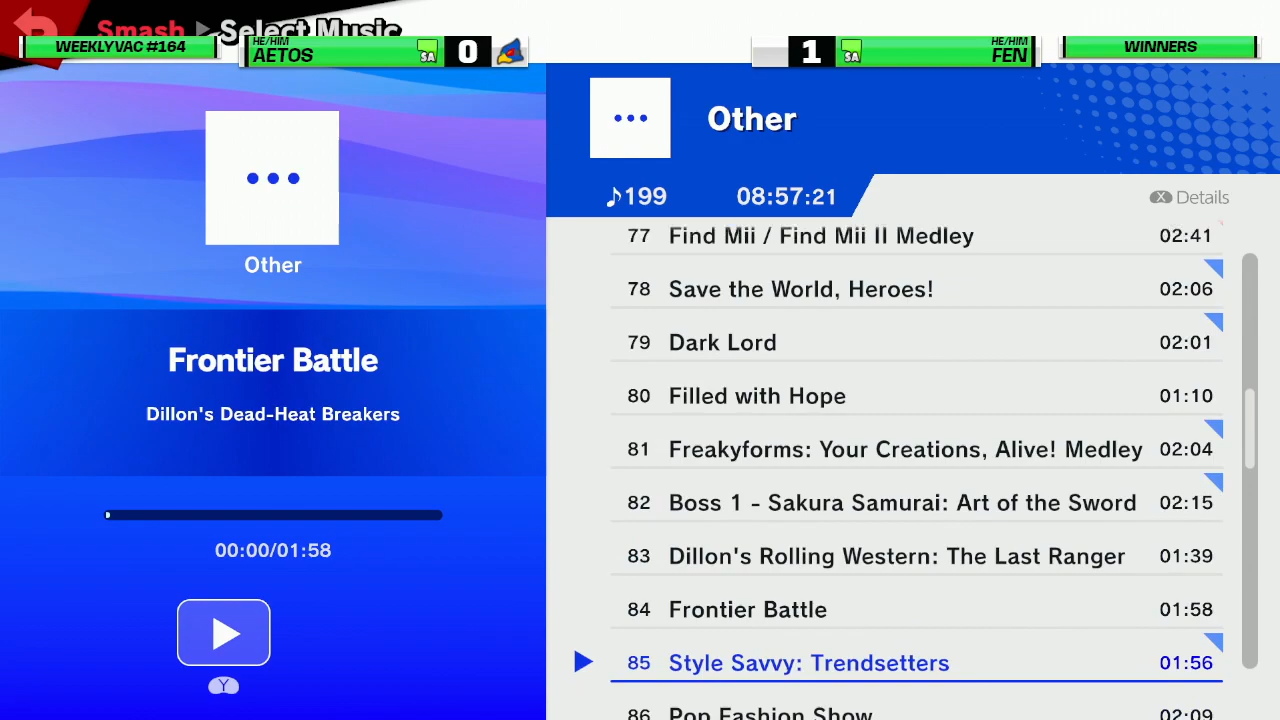 Smash ▶ Select Music
WEEKLYVAC #164
HE/HIM
AETOS
SA
0
1
SA
HE/HIM
FEN
WINNERS
Other
Frontier Battle
Dillon's Dead-Heat Breakers
00:00/01:58
Y
Other
♪199 08:57:21
X Details
77 Find Mii / Find Mii II Medley 02:41
78 Save the World, Heroes! 02:06
79 Dark Lord 02:01
80 Filled with Hope 01:10
81 Freakyforms: Your Creations, Alive! Medley 02:04
82 Boss 1 - Sakura Samurai: Art of the Sword 02:15
83 Dillon's Rolling Western: The Last Ranger 01:39
84 Frontier Battle 01:58
85 Style Savvy: Trendsetters 01:56
86 Pop Fashion Show 02:09